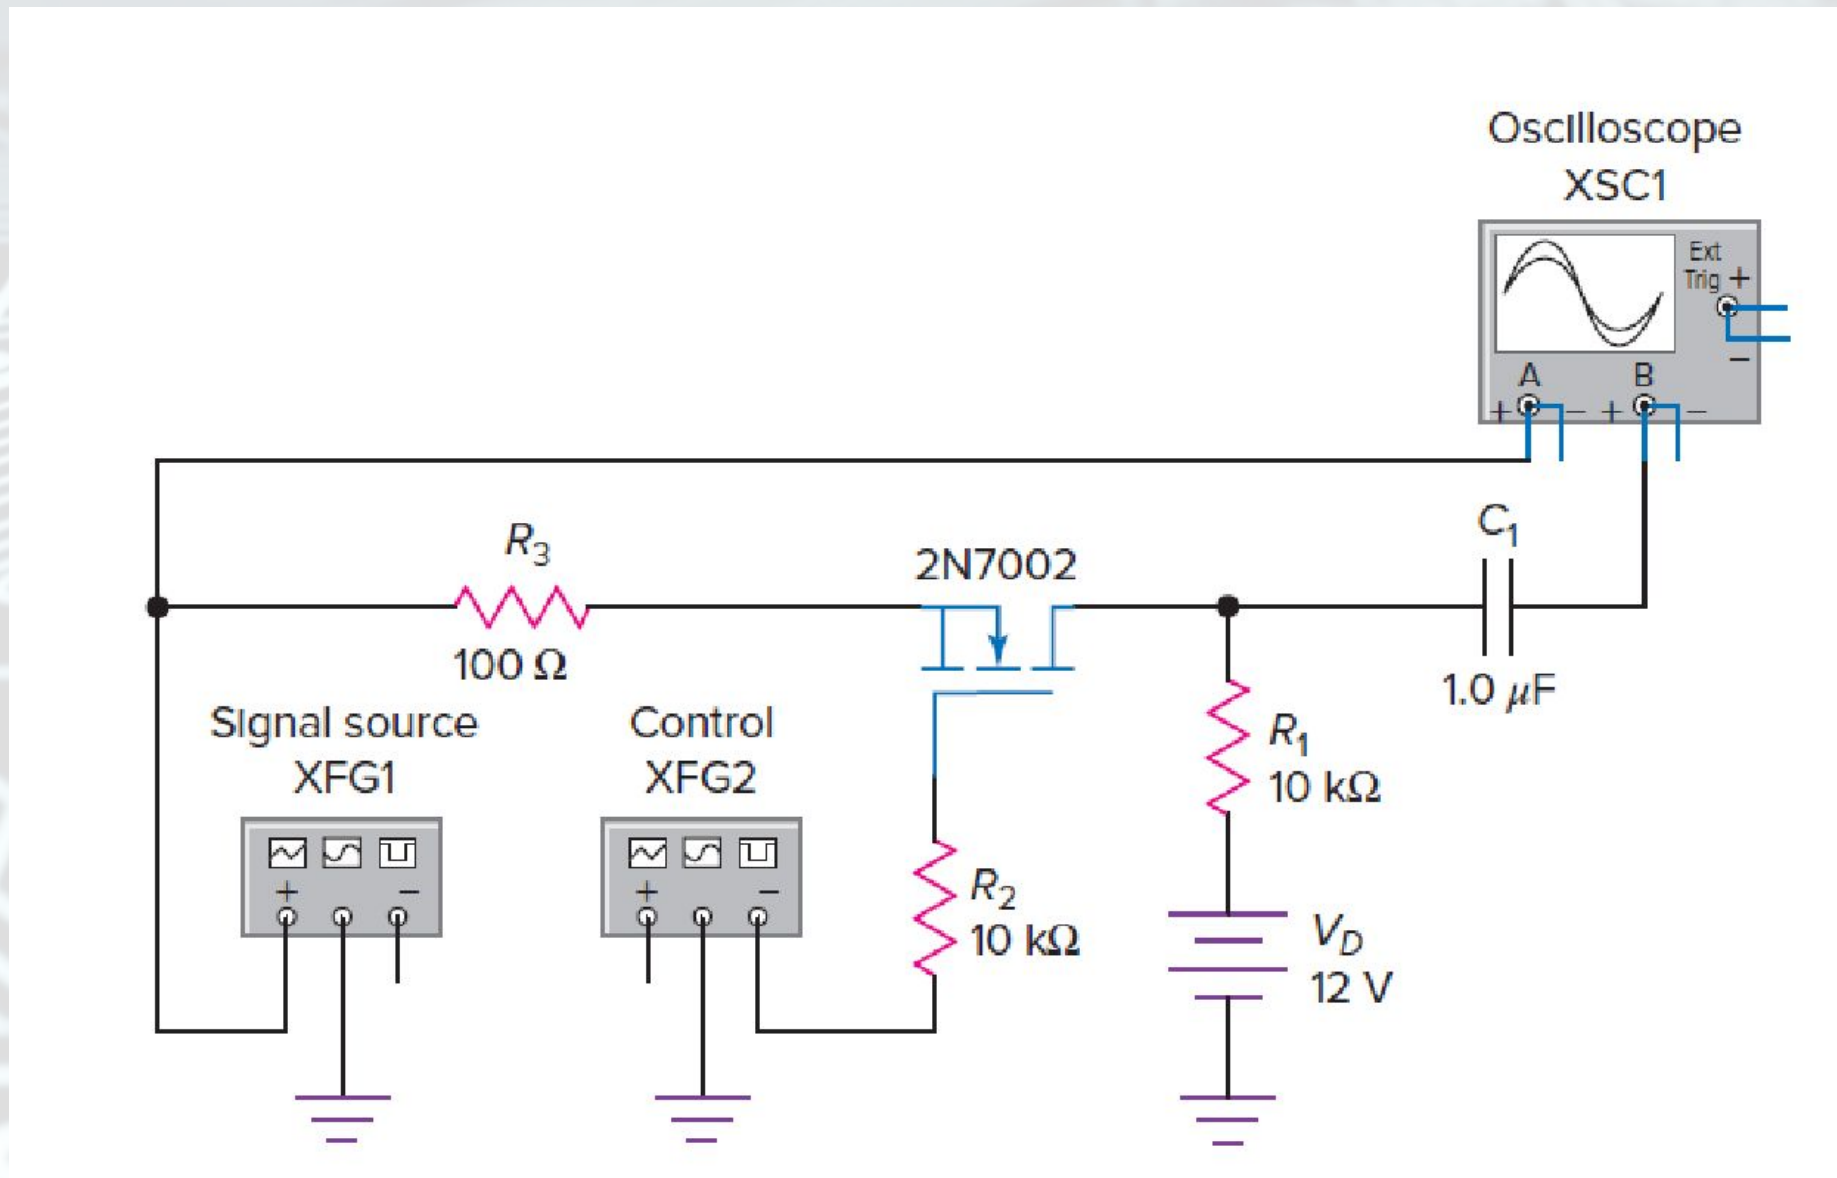 Oscilloscope
XSC1
Ext
Trig +
−
A B
+ − + −
R3
100 Ω
2N7002
C1
1.0 μF
Signal source
XFG1
+ −
Control
XFG2
+ −
R1
10 kΩ
R2
10 kΩ
VD
12 V